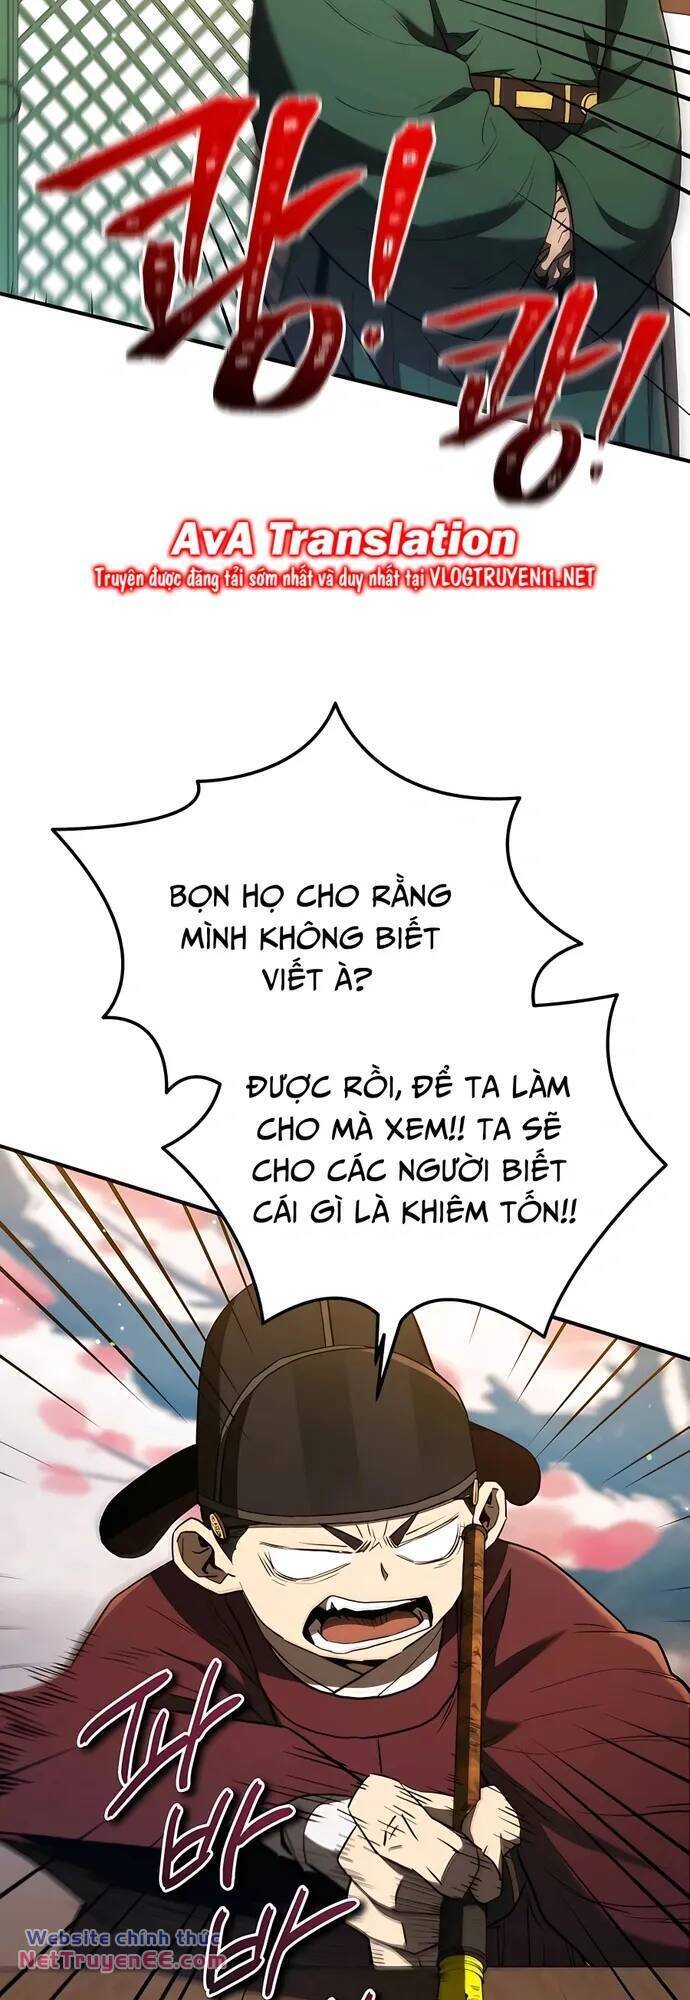 쾅!
쾅!
AvA Translation
Truyện được đăng tải sớm nhất và duy nhất tại VLOGTRUYEN11.NET
BỌN HỌ CHO RẰNG
MÌNH KHÔNG BIẾT
VIẾT À?
ĐƯỢC RỒI, ĐỂ TA LÀM
CHO MÀ XEM!! TA SẼ
CHO CÁC NGƯỜI BIẾT
CÁI GÌ LÀ KHIÊM TỐN!!
파
바
바
Website chính thức
NetTruyenEE.com